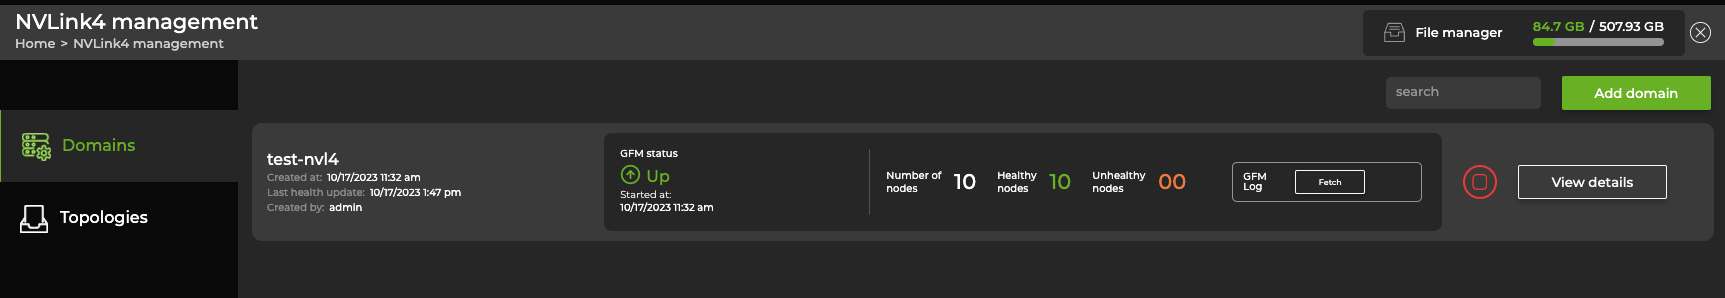 NVLink4 management
Home > NVLink4 management
File manager
84.7 GB / 507.93 GB
search
Add domain
Domains
Topologies
test-nvl4
Created at: 10/17/2023 11:32 am
Last health update: 10/17/2023 1:47 pm
Created by: admin
GFM status
Up
Started at:
10/17/2023 11:32 am
Number of
nodes
10
Healthy
nodes
10
Unhealthy
nodes
00
GFM
Log
Fetch
View details